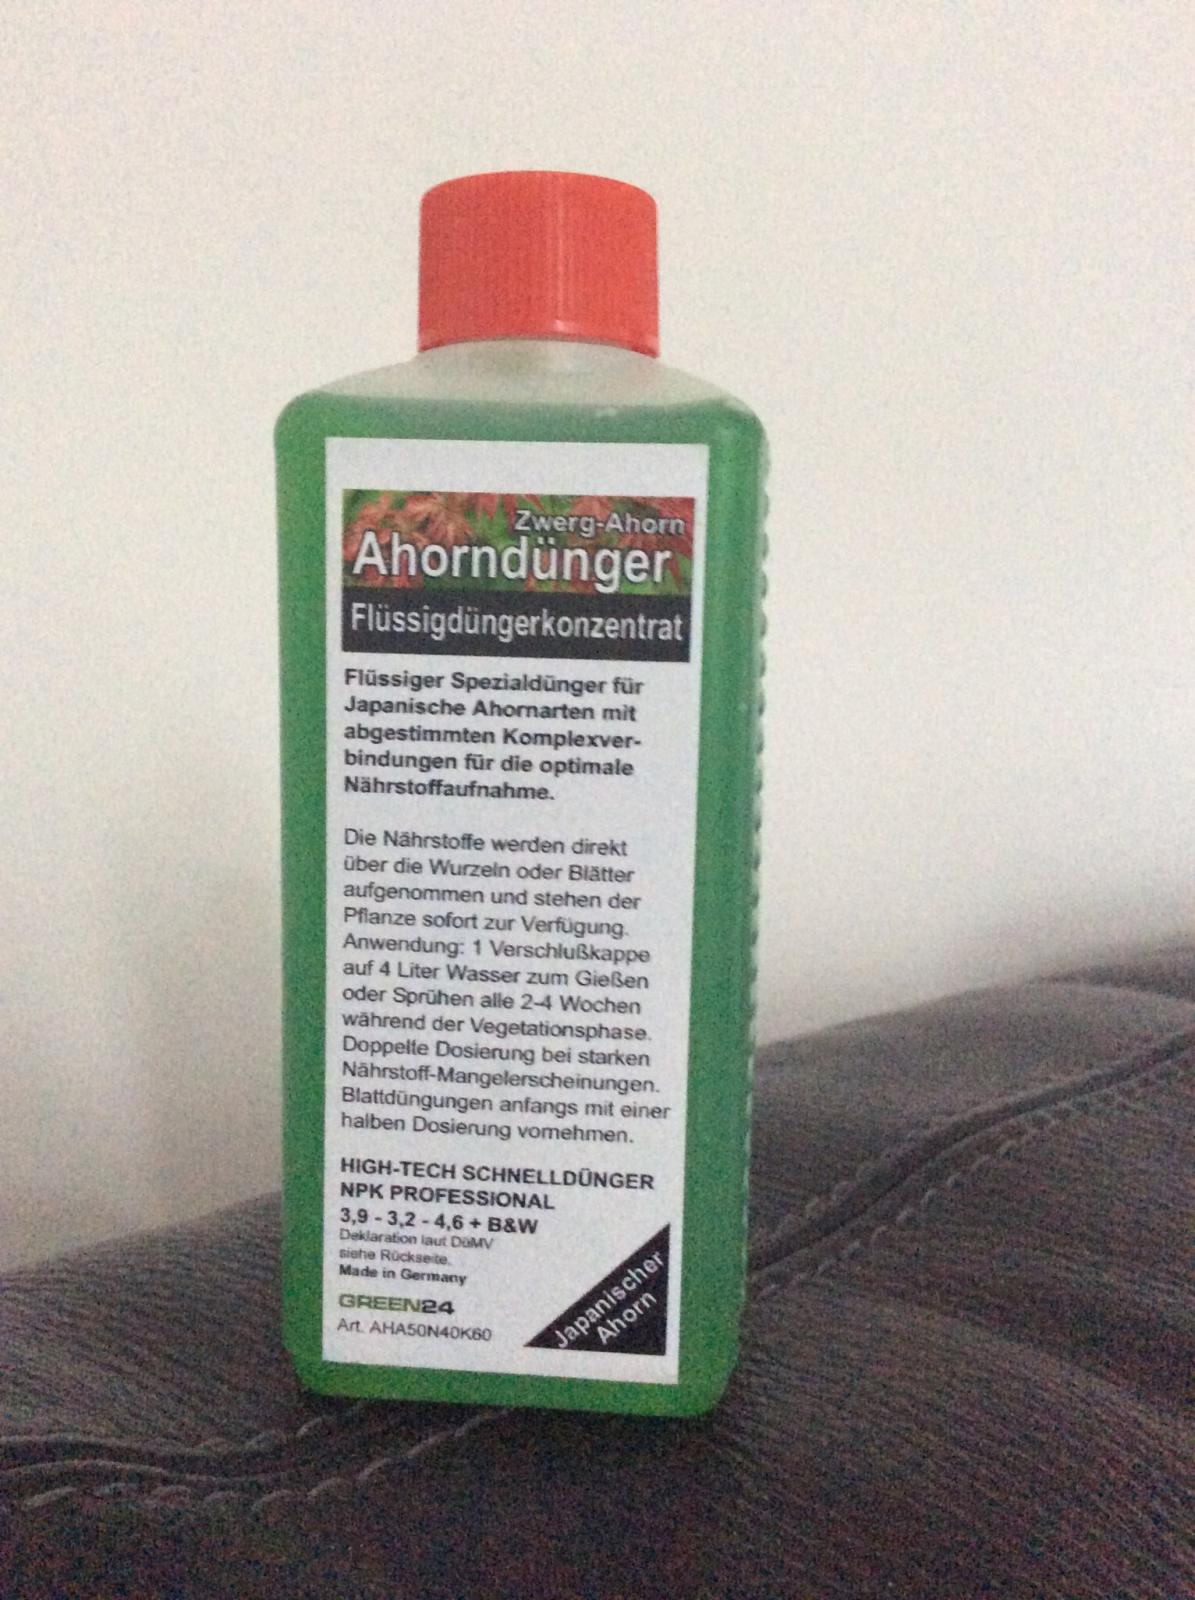 Zwerg-Ahorn
Ahorndünger
Flüssigdüngerkonzentrat
Flüssiger Spezialdünger für
Japanische Ahornarten mit
abgestimmten Komplexver-
bindungen für die optimale
Nährstoffaufnahme.
Die Nährstoffe werden direkt
über die Wurzeln oder Blätter
aufgenommen und stehen der
Pflanze sofort zur Verfügung.
Anwendung: 1 Verschlußkappe
auf 4 Liter Wasser zum Gießen
oder Sprühen alle 2-4 Wochen
während der Vegetationsphase.
Doppelte Dosierung bei starken
Nährstoff-Mangelerscheinungen.
Blattdüngungen anfangs mit einer
halben Dosierung vornehmen.
HIGH-TECH SCHNELLDÜNGER
NPK PROFESSIONAL
3,9 - 3,2 - 4,6 + B&W
Deklaration laut DüMV
siehe Rückseite.
Made in Germany
GREEN24
Art. AHA50N40K60
Japanischer
Ahorn